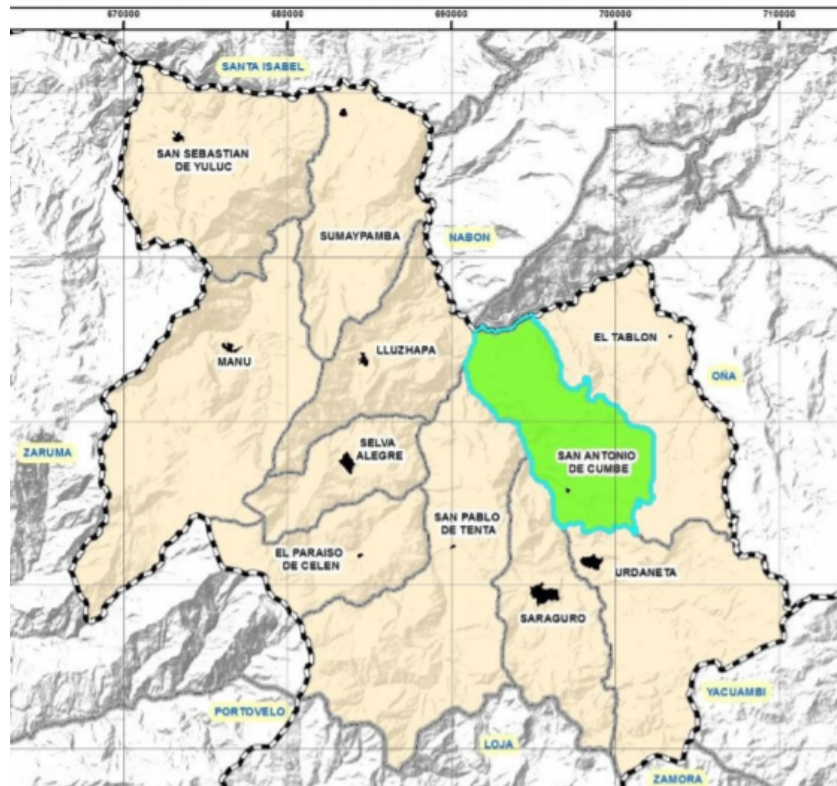 670000 680000 690000 700000 710000
SANTA ISABEL
SAN SEBASTIAN
DE YULUC
SUMAYPAMBA
NABON
EL TABLON
MANU
LLUZHAPA
OÑA
ZARUMA
SELVA
ALEGRE
SAN ANTONIO
DE CUMBE
SAN PABLO
DE TENTA
EL PARAISO
DE CELEN
URDANETA
SARAGURO
YACUAMBI
PORTOVELO
LOJA
ZAMORA